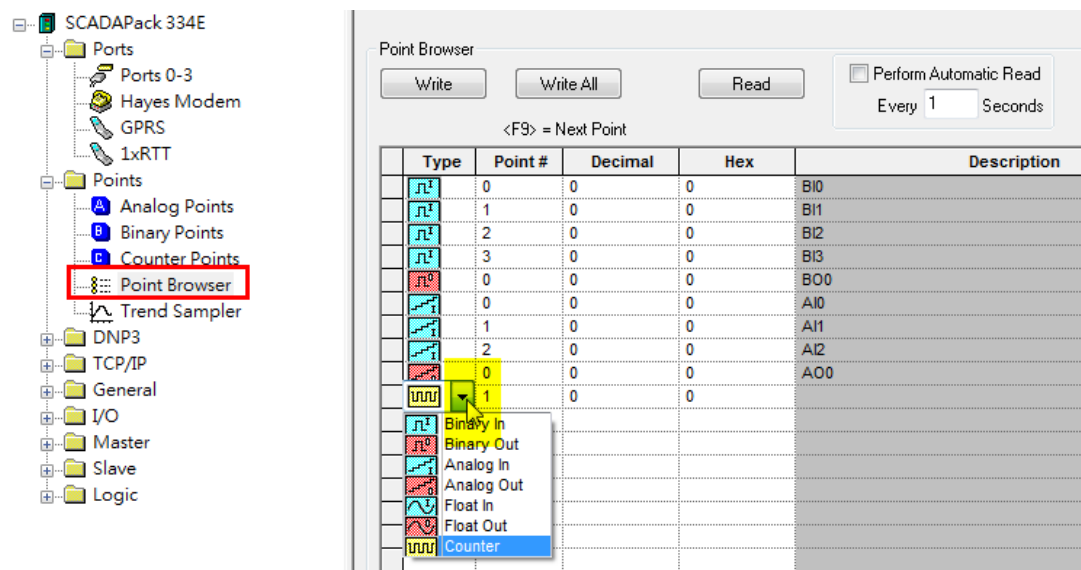 SCADAPack 334E
Ports
Ports 0-3
Hayes Modem
GPRS
1xRTT
Points
Analog Points
Binary Points
Counter Points
Point Browser
Trend Sampler
DNP3
TCP/IP
General
I/O
Master
Slave
Logic
Point Browser
Write Write All Read Perform Automatic Read
Every 1 Seconds
<F9> = Next Point
Type Point # Decimal Hex Description
0 0 0 BI0
1 0 0 BI1
2 0 0 BI2
3 0 0 BI3
0 0 0 BO0
0 0 0 AI0
1 0 0 AI1
2 0 0 AI2
0 0 0 AO0
1 0 0
Binary In
Binary Out
Analog In
Analog Out
Float In
Float Out
Counter